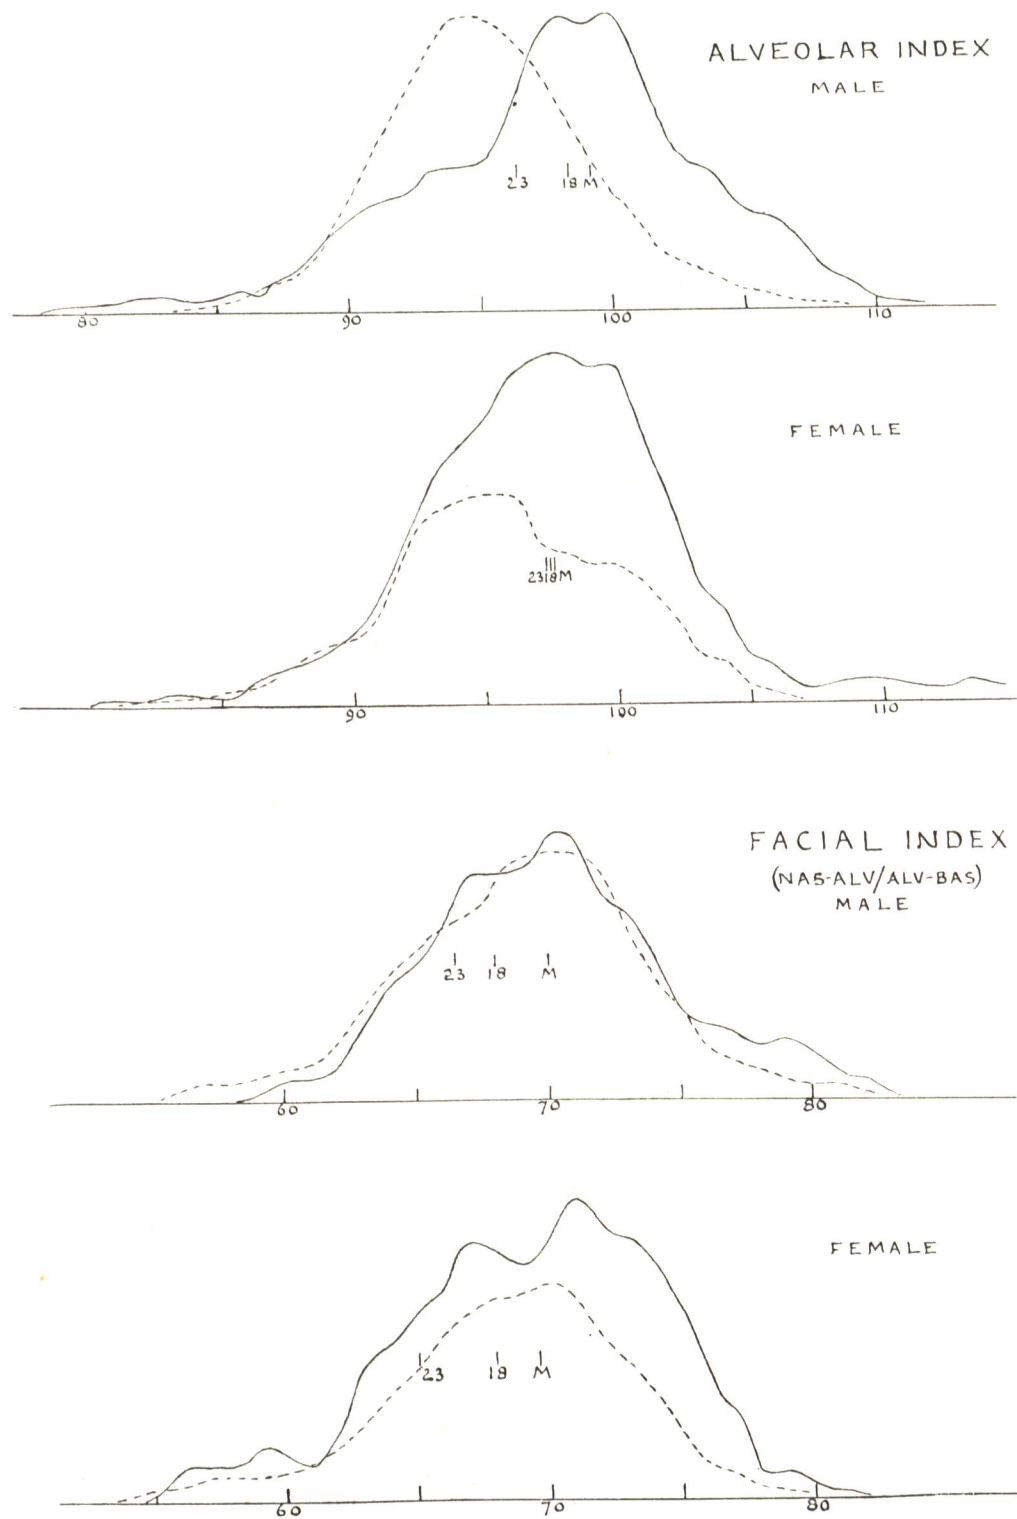 ALVEOLAR INDEX
MALE
23 18 M
80 90 100 110
FEMALE
23 18 M
90 100 110
FACIAL INDEX
(NAS-ALV/ALV-BAS)
MALE
23 18 M
60 70 80
FEMALE
23 18 M
60 70 80